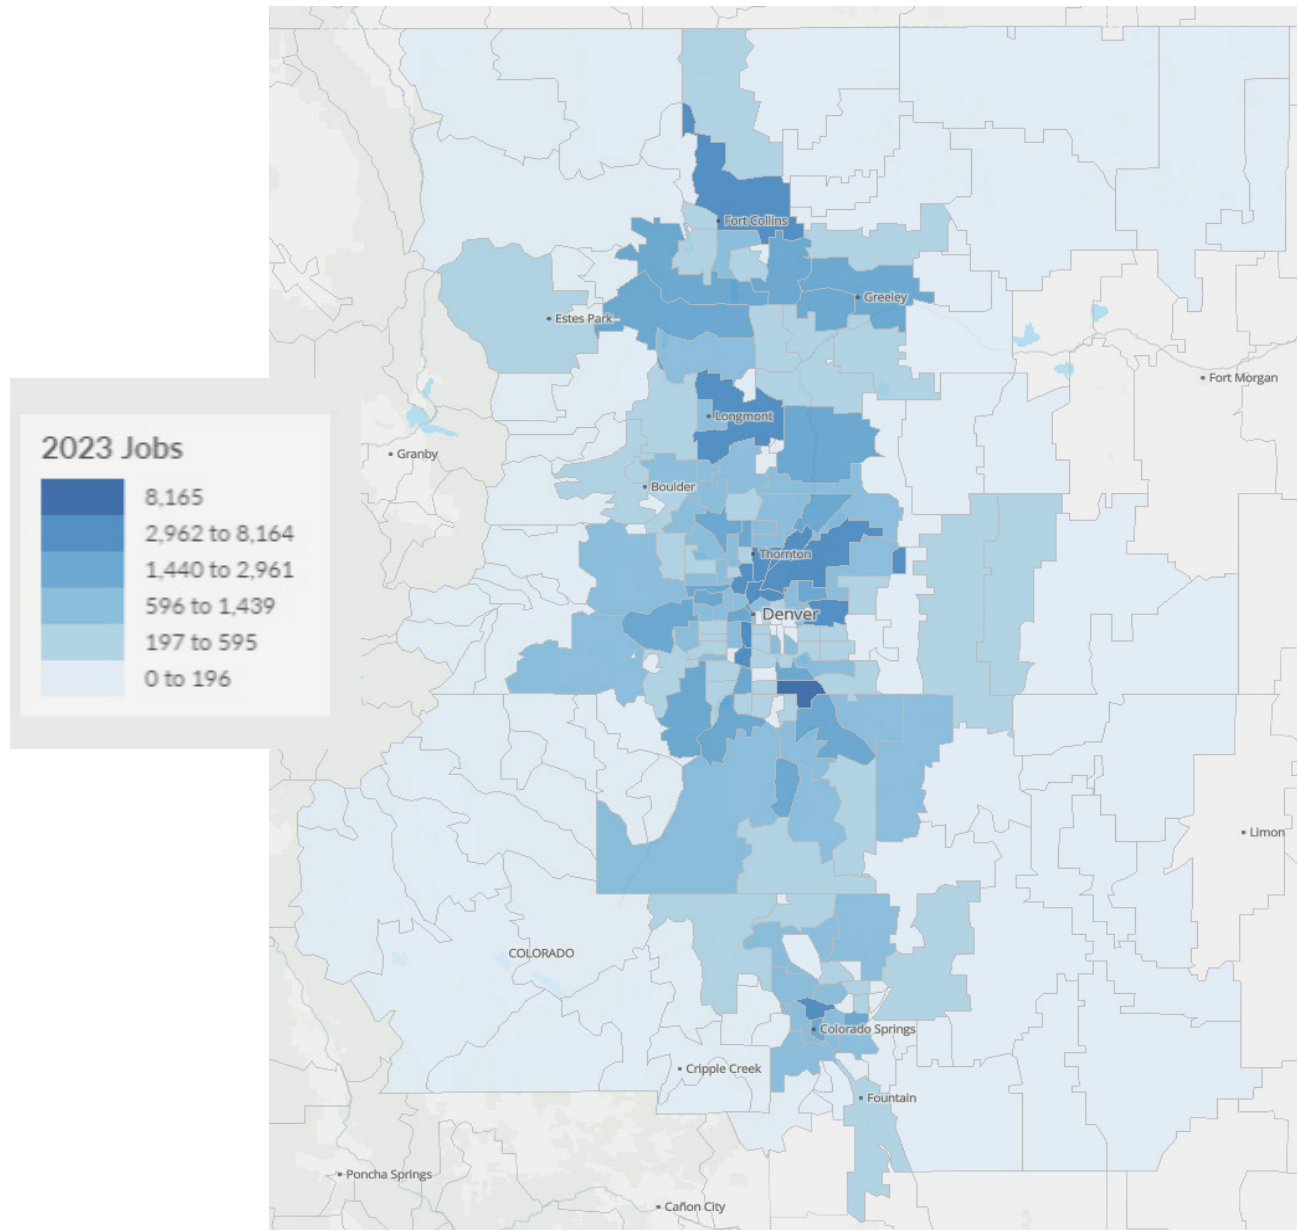 Fort Collins
Greeley
Estes Park
Fort Morgan
Longmont
Granby
2023 Jobs
Boulder
8,165
2,962 to 8,164
Thornton
1,440 to 2,961
596 to 1,439
Denver
197 to 595
0 to 196
Limon
COLORADO
Colorado Springs
Cripple Creek
Fountain
Poncha Springs
Cañon City